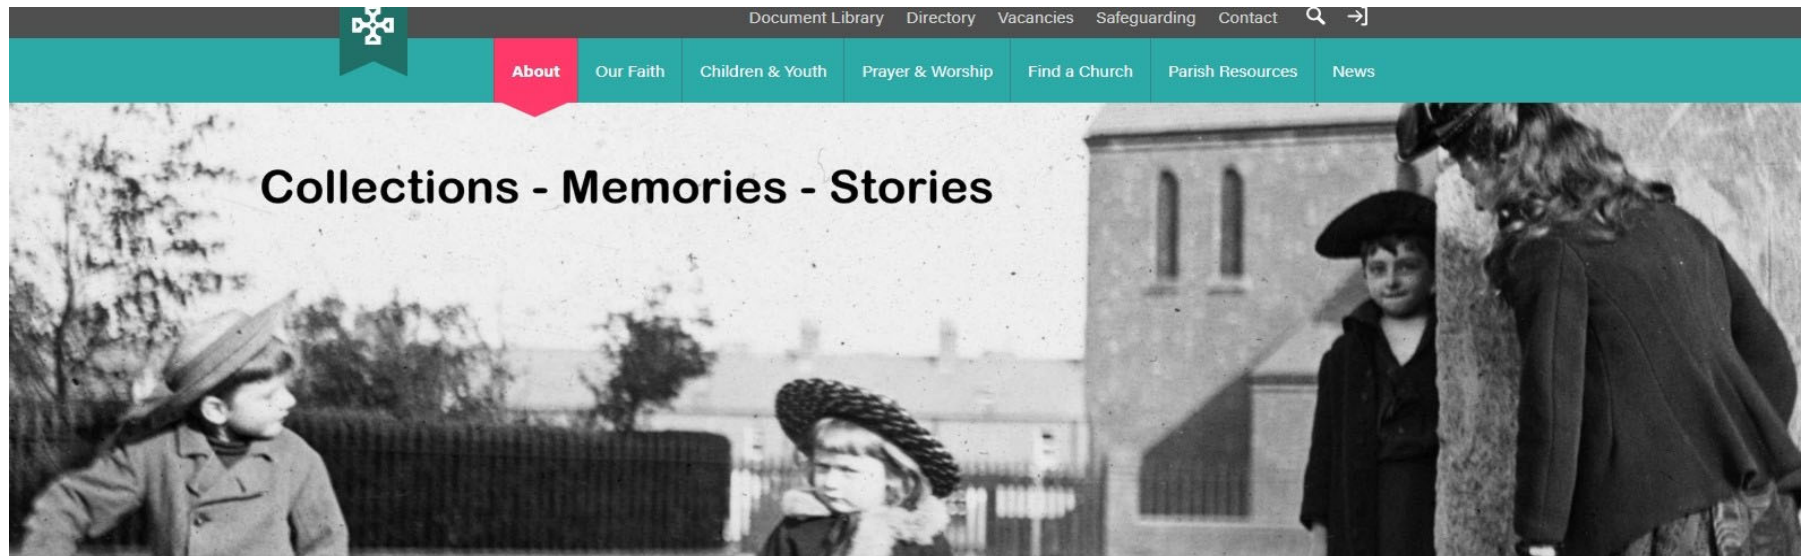 Document Library Directory Vacancies Safeguarding Contact
About Our Faith Children & Youth Prayer & Worship Find a Church Parish Resources News
Collections - Memories - Stories